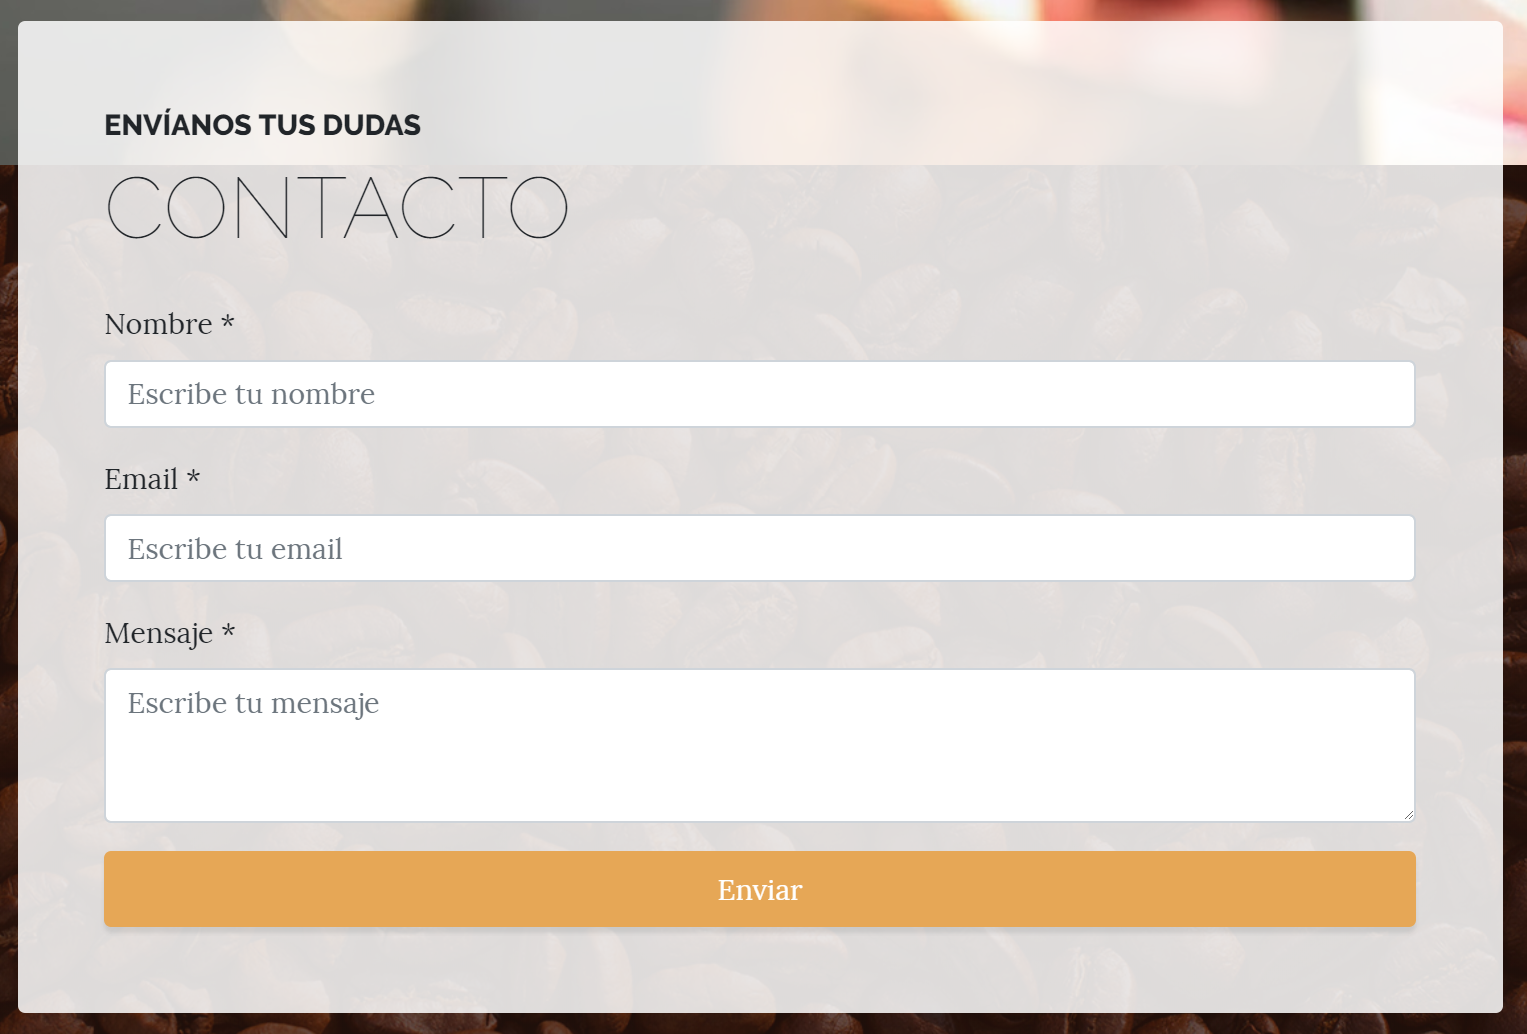 ENVÍANOS TUS DUDAS
CONTACTO
Nombre *
Escribe tu nombre
Email *
Escribe tu email
Mensaje *
Escribe tu mensaje
Enviar